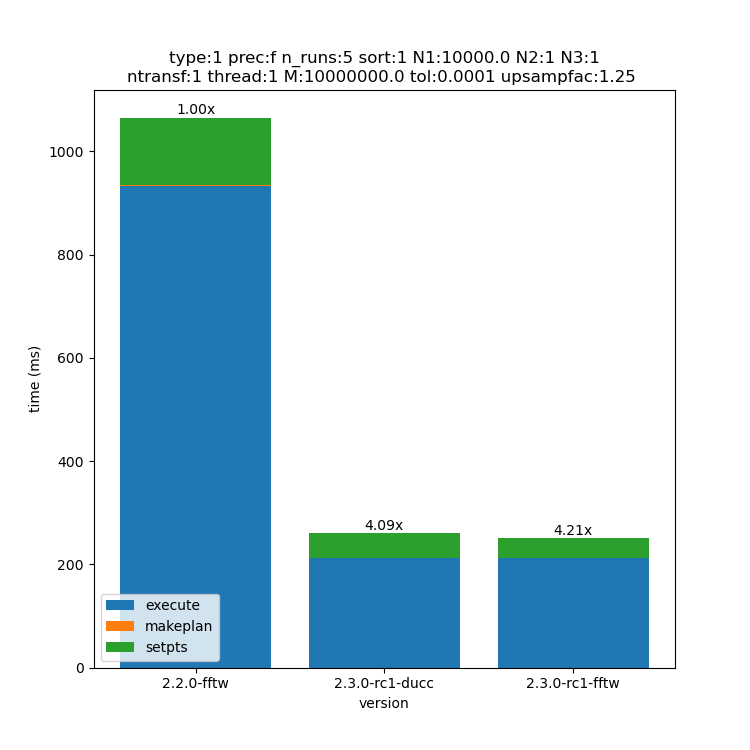 type:1 prec:f n_runs:5 sort:1 N1:10000.0 N2:1 N3:1
ntransf:1 thread:1 M:10000000.0 tol:0.0001 upsampfac:1.25
1.00x
4.09x
4.21x
1000
800
600
400
200
0
time (ms)
execute
makeplan
setpts
2.2.0-fftw
2.3.0-rc1-ducc
2.3.0-rc1-fftw
version